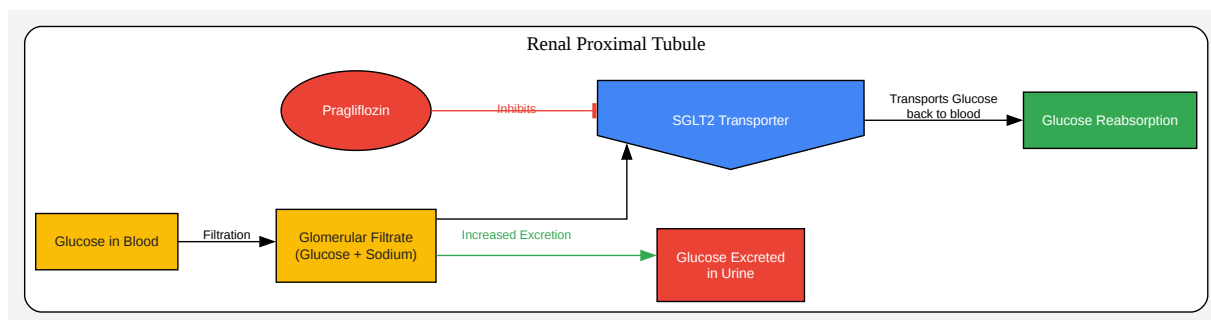 Renal Proximal Tubule
Pragliflozin
Inhibits
SGLT2 Transporter
Transports Glucose
back to blood
Glucose Reabsorption
Glucose in Blood
Filtration
Glomerular Filtrate
(Glucose + Sodium)
Increased Excretion
Glucose Excreted
in Urine